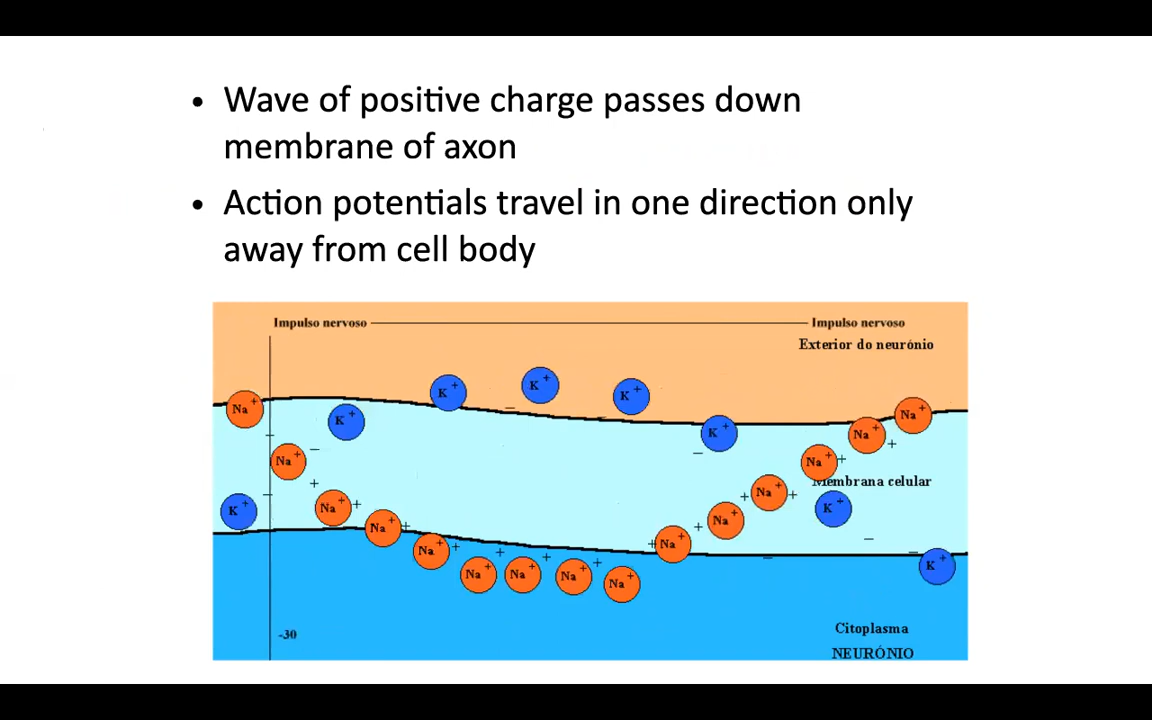 • Wave of positive charge passes down
membrane of axon
• Action potentials travel in one direction only
away from cell body
Impulso nervoso
Impulso nervoso
Exterior do neurónio
K +
K +
K +
Na +
Na +
K +
K +
Na +
Na +
Na +
Membrana celular
Na +
Na +
K +
K +
Na +
Na +
Na +
Na +
K +
Na +
Na +
Na +
Na +
Citoplasma
-30
NEURÓNIO